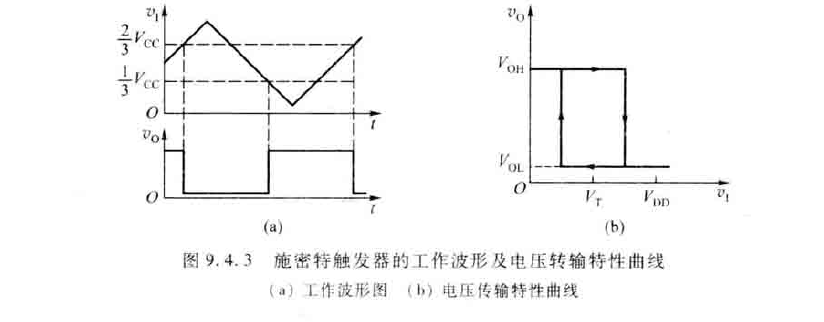 v_I
2/3 V_CC
1/3 V_CC
O
t
v_O
O
t
(a)
v_O
V_OH
V_OL
O
V_T
V_DD
v_I
(b)
图 9.4.3 施密特触发器的工作波形及电压转输特性曲线
(a) 工作波形图 (b) 电压传输特性曲线